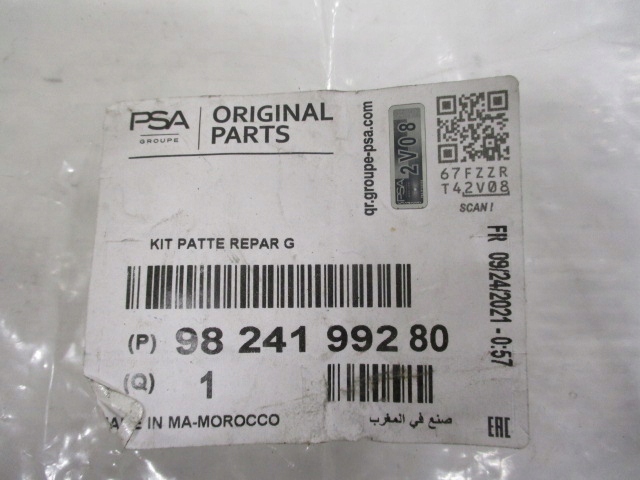 PSA
GROUPE
ORIGINAL
PARTS
qr.groupe-psa.com
PSA 2V08
67FZZR
T42V08
SCAN!
KIT PATTE REPAR G
(P) 98 241 992 80
(Q) 1
IN MA-MOROCCO
صنع في المغرب
EAC
FR 09/24/2021 - 0:57